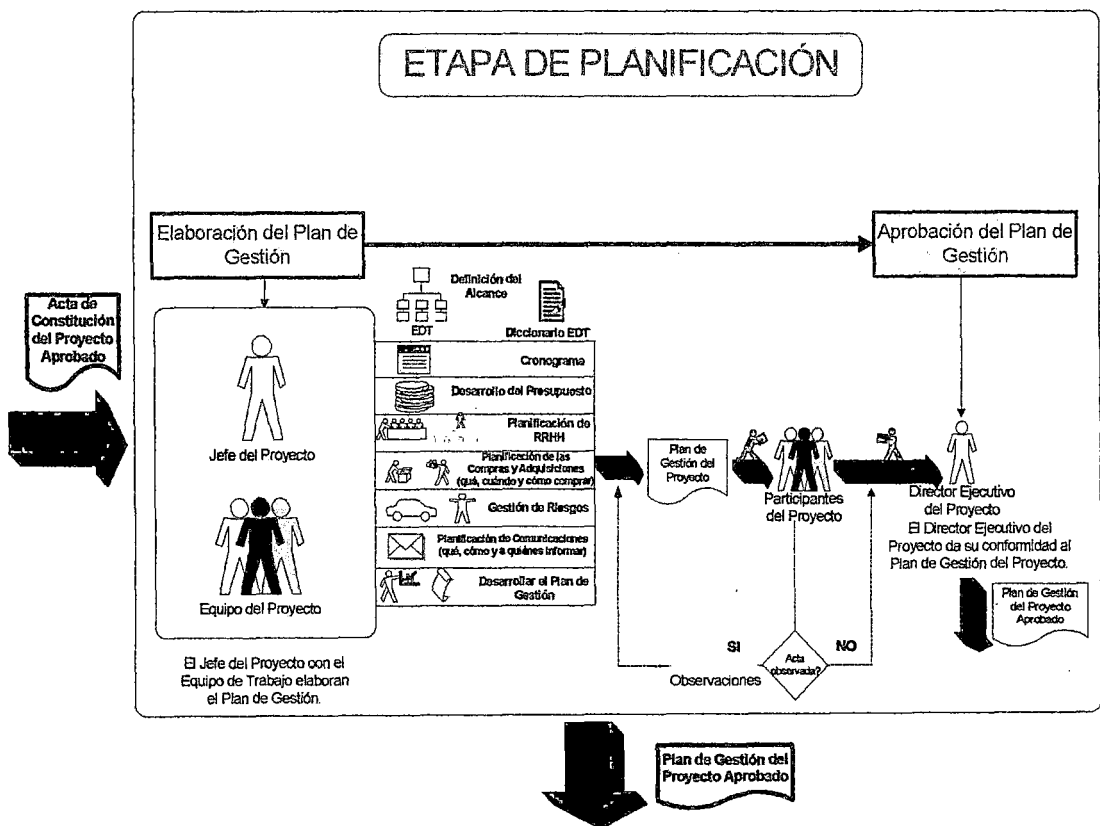 ETAPA DE PLANIFICACIÓN
Elaboración del Plan de
Gestión
Aprobación del Plan de
Gestión
Acta de
Constitución
del Proyecto
Aprobado
Definición del
Alcance
EDT
Diccionario EDT
Cronograma
Desarrollo del Presupuesto
Planificación de
RRHH
Planificación de las
Compras y Adquisiciones
(qué, cuándo y cómo comprar)
Gestión de Riesgos
Planificación de Comunicaciones
(qué, cómo y a quiénes informar)
Desarrollar el Plan de
Gestión
Jefe del Proyecto
Equipo del Proyecto
El Jefe del Proyecto con el
Equipo de Trabajo elaboran
el Plan de Gestión.
Plan de
Gestión del
Proyecto
Participantes
del Proyecto
Director Ejecutivo
del Proyecto
El Director Ejecutivo del
Proyecto da su conformidad al
Plan de Gestión del Proyecto.
Plan de Gestión
del Proyecto
Aprobado
SI
NO
Acta
observada?
Observaciones
Plan de Gestión del
Proyecto Aprobado